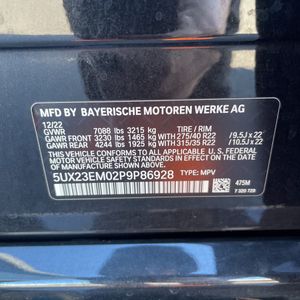 MFD BY BAYERISCHE MOTOREN WERKE AG
12/22
GVWR 7088 lbs 3215 kg TIRE / RIM
GAWR FRONT 3230 lbs 1465 kg WITH 275/40 R22 / 9.5J x 22
GAWR REAR 4244 lbs 1925 kg WITH 315/35 R22 / 10.5J x 22
THIS VEHICLE CONFORMS TO ALL APPLICABLE U. S. FEDERAL
MOTOR VEHICLE SAFETY STANDARDS IN EFFECT
ON THE DATE OF MANUFACTURE SHOWN ABOVE.
5UX23EM02P9P86928 TYPE: MPV
475M